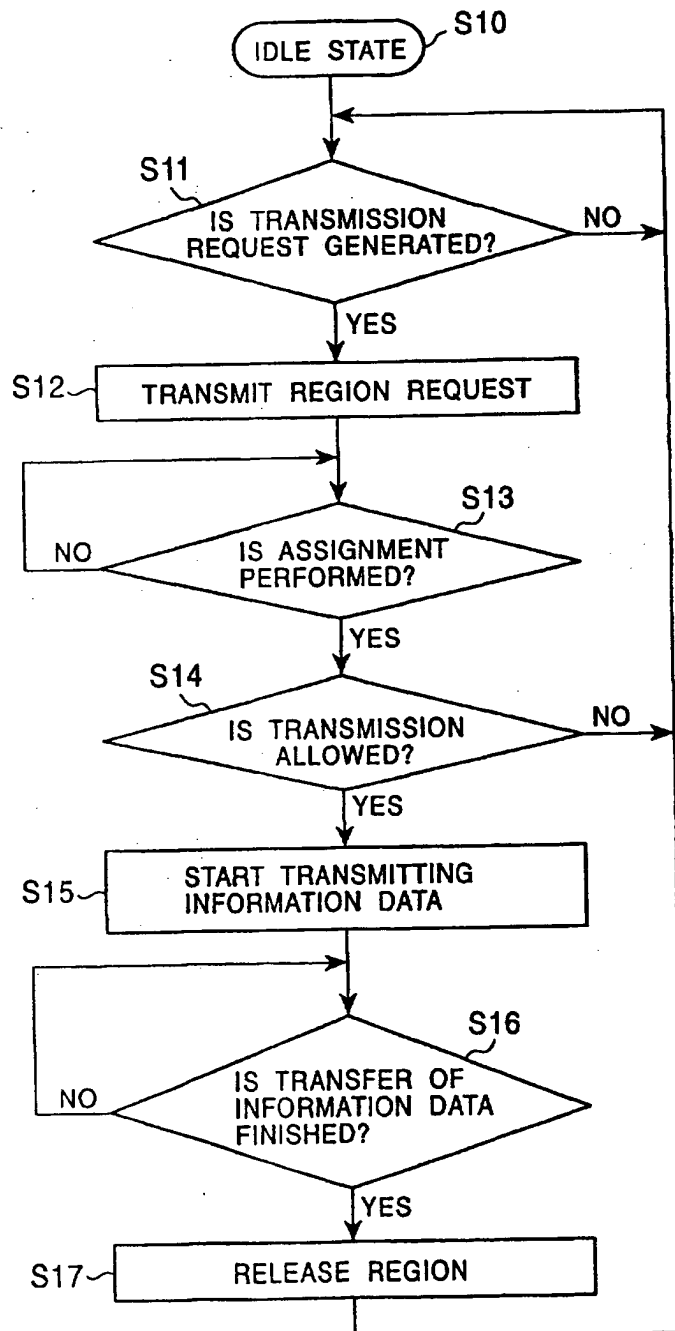 IDLE STATE
S10
S11
IS TRANSMISSION
REQUEST GENERATED?
NO
YES
S12
TRANSMIT REGION REQUEST
S13
NO
IS ASSIGNMENT
PERFORMED?
YES
S14
IS TRANSMISSION
ALLOWED?
NO
YES
S15
START TRANSMITTING
INFORMATION DATA
S16
NO
IS TRANSFER OF
INFORMATION DATA
FINISHED?
YES
S17
RELEASE REGION